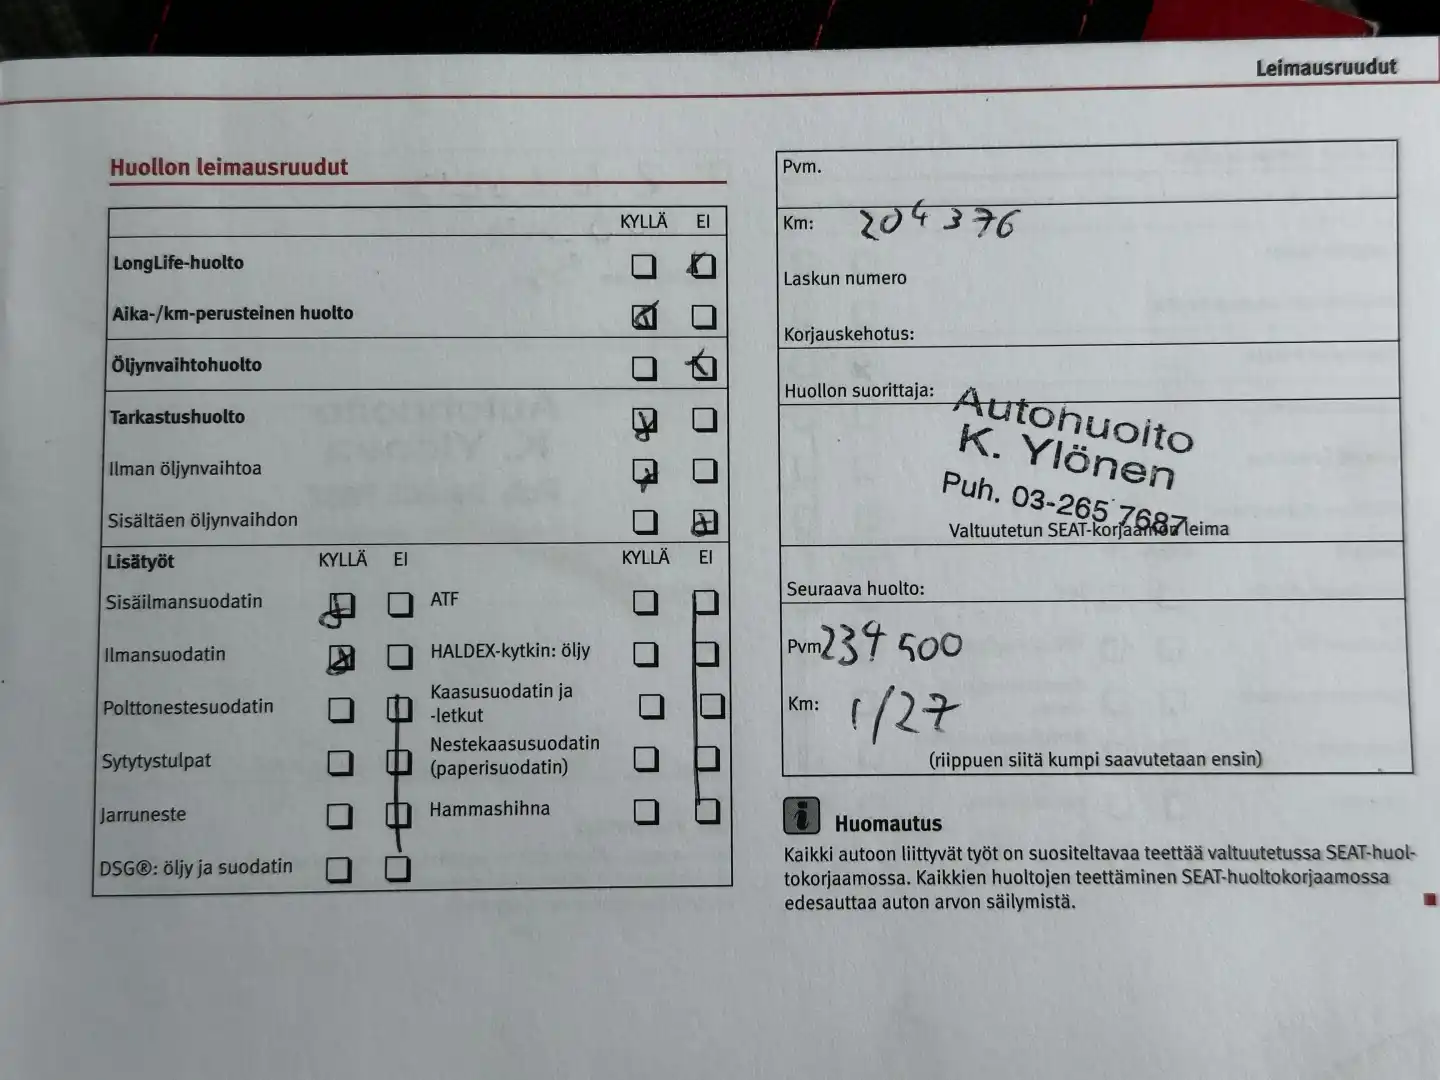 Leimausruudut
Huollon leimausruudut
KYLLÄ EI
LongLife-huolto
Aika-/km-perusteinen huolto
Öljynvaihtohuolto
Tarkastushuolto
Ilman öljynvaihtoa
Sisältäen öljynvaihdon
Lisätyöt KYLLÄ EI KYLLÄ EI
Sisäilmansuodatin ATF
Ilmansuodatin HALDEX-kytkin: öljy
Polttonestesuodatin Kaasusuodatin ja
-letkut
Sytytystulpat Nestekaasusuodatin
(paperisuodatin)
Jarruneste Hammashihna
DSG®: öljy ja suodatin
Pvm.
Km: 204 376
Laskun numero
Korjauskehotus:
Huollon suorittaja:
Autohuolto
K. Ylönen
Puh. 03-265 7687
Valtuutetun SEAT-korjaamon leima
Seuraava huolto:
Pvm 234 500
Km: 1/27
(riippuen siitä kumpi saavutetaan ensin)
i Huomautus
Kaikki autoon liittyvät työt on suositeltavaa teettää valtuutetussa SEAT-huol-
tokorjaamossa. Kaikkien huoltojen teettäminen SEAT-huoltokorjaamossa
edesauttaa auton arvon säilymistä.